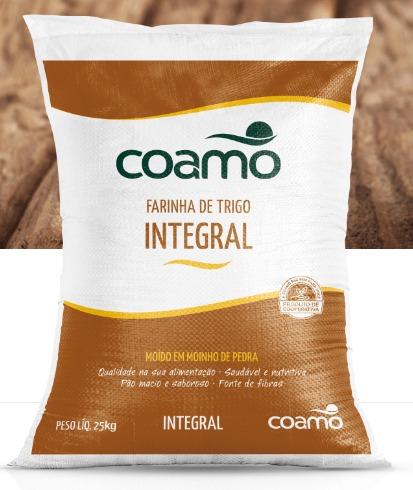 coamo
FARINHA DE TRIGO
INTEGRAL
PRODUTO DE
COOPERATIVA
MOÍDO EM MOINHO DE PEDRA
Qualidade na sua alimentação · Saudável e nutritiva
Pão macio e saboroso · Fonte de fibras
PESO LÍQ. 25kg
INTEGRAL
coamo